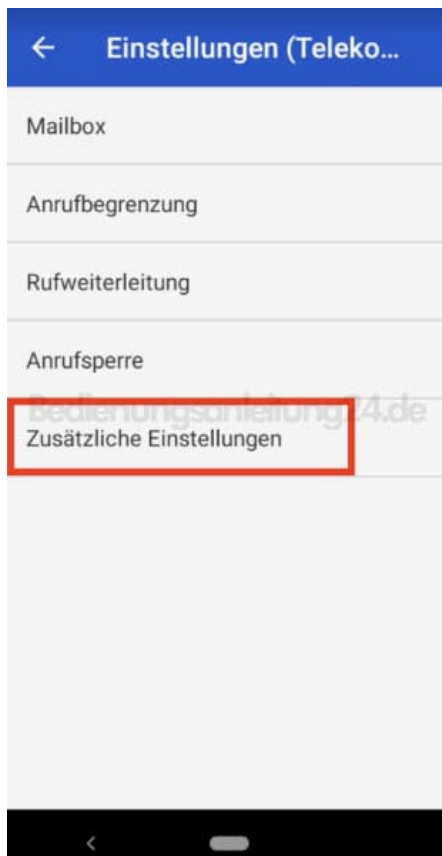 Einstellungen (Teleko...
Mailbox
Anrufbegrenzung
Rufweiterleitung
Anrufsperre
Bedienungsanleitung24.de
Zusätzliche Einstellungen